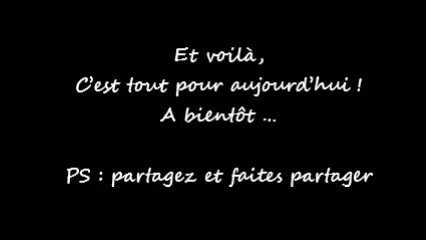 Et voilà,
C'est tout pour aujourd'hui !
A bientôt ...
PS : partagez et faites partager